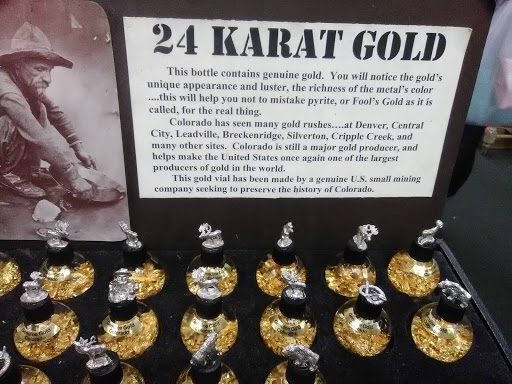 24 KARAT GOLD
This bottle contains genuine gold. You will notice the gold's
unique appearance and luster, the richness of the metal's color
....this will help you not to mistake pyrite, or Fool's Gold as it is
called, for the real thing.
Colorado has seen many gold rushes....at Denver, Central
City, Leadville, Breckenridge, Silverton, Cripple Creek, and
many other sites. Colorado is still a major gold producer, and
helps make the United States once again one of the largest
producers of gold in the world.
This gold vial has been made by a genuine U.S. small mining
company seeking to preserve the history of Colorado.